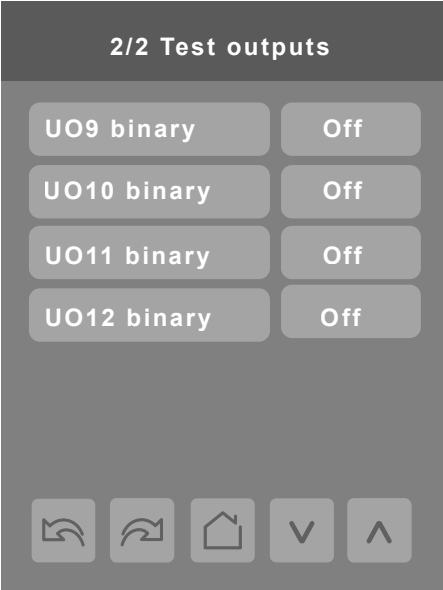 2/2 Test outputs
UO9 binary Off
UO10 binary Off
UO11 binary Off
UO12 binary Off